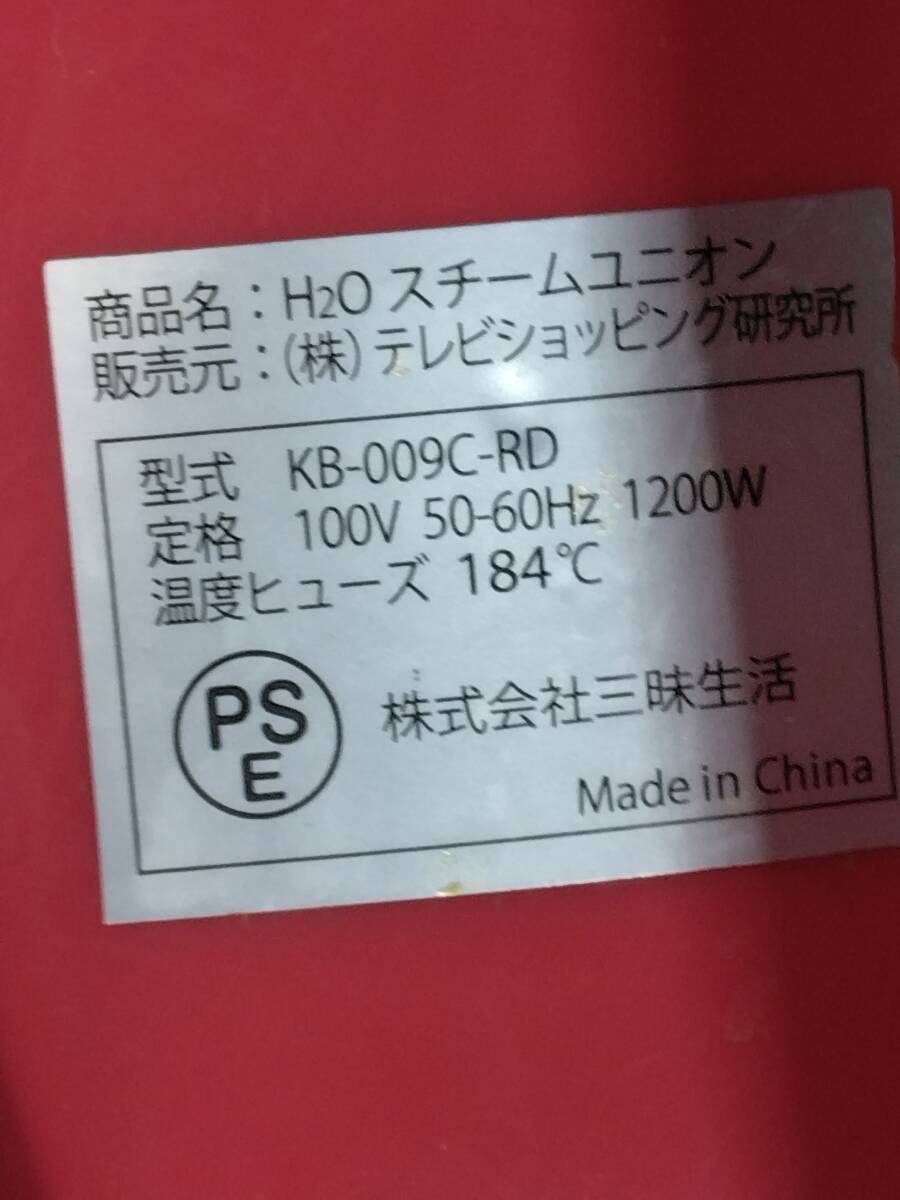 商品名：H2O スチームユニオン
販売元：(株) テレビショッピング研究所
型式 KB-009C-RD
定格 100V 50-60Hz 1200W
温度ヒューズ 184℃
PS
E
株式会社三昧生活
Made in China